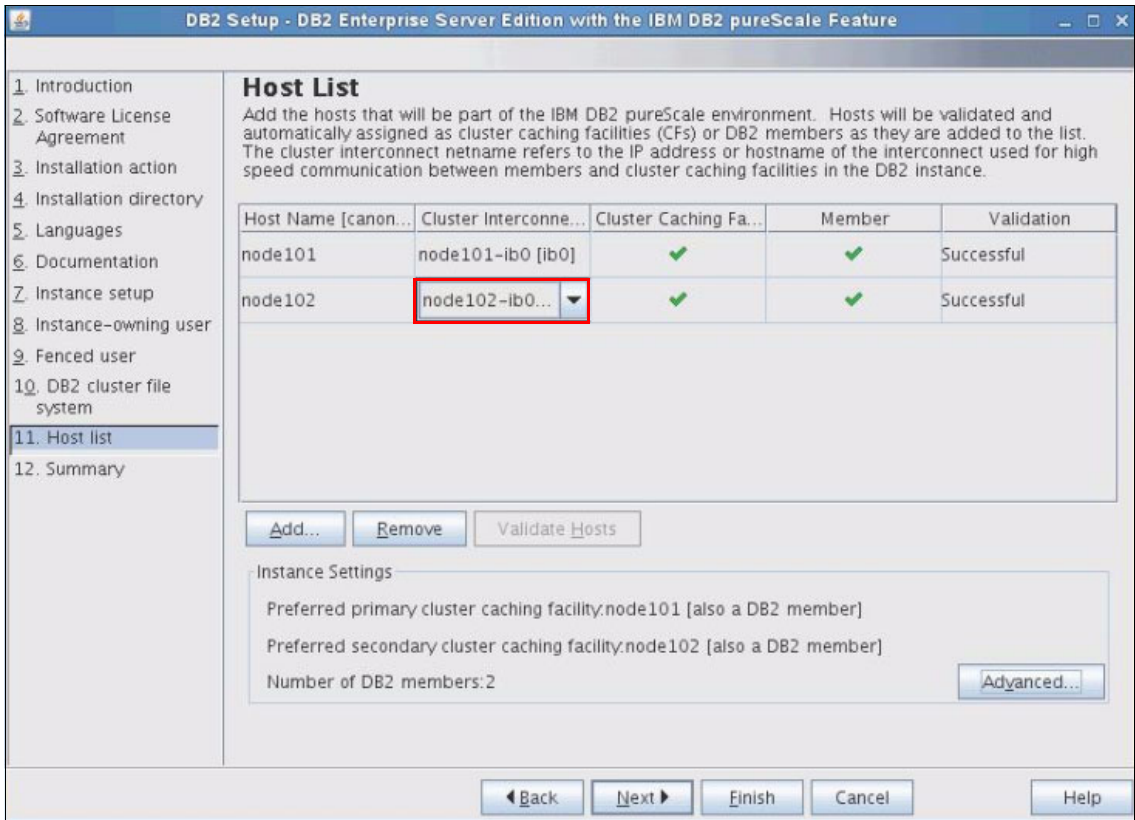 DB2 Setup - DB2 Enterprise Server Edition with the IBM DB2 pureScale Feature
1. Introduction
2. Software License
Agreement
3. Installation action
4. Installation directory
5. Languages
6. Documentation
7. Instance setup
8. Instance-owning user
9. Fenced user
10. DB2 cluster file
system
11. Host list
12. Summary
Host List
Add the hosts that will be part of the IBM DB2 pureScale environment. Hosts will be validated and
automatically assigned as cluster caching facilities (CFs) or DB2 members as they are added to the list.
The cluster interconnect netname refers to the IP address or hostname of the interconnect used for high
speed communication between members and cluster caching facilities in the DB2 instance.
Host Name [canon... Cluster Interconne... Cluster Caching Fa... Member Validation
node101 node101-ib0 [ib0] Successful
node102 node102-ib0... Successful
Add... Remove Validate Hosts
Instance Settings
Preferred primary cluster caching facility:node101 [also a DB2 member]
Preferred secondary cluster caching facility:node102 [also a DB2 member]
Number of DB2 members:2
Advanced...
Back Next Finish Cancel Help